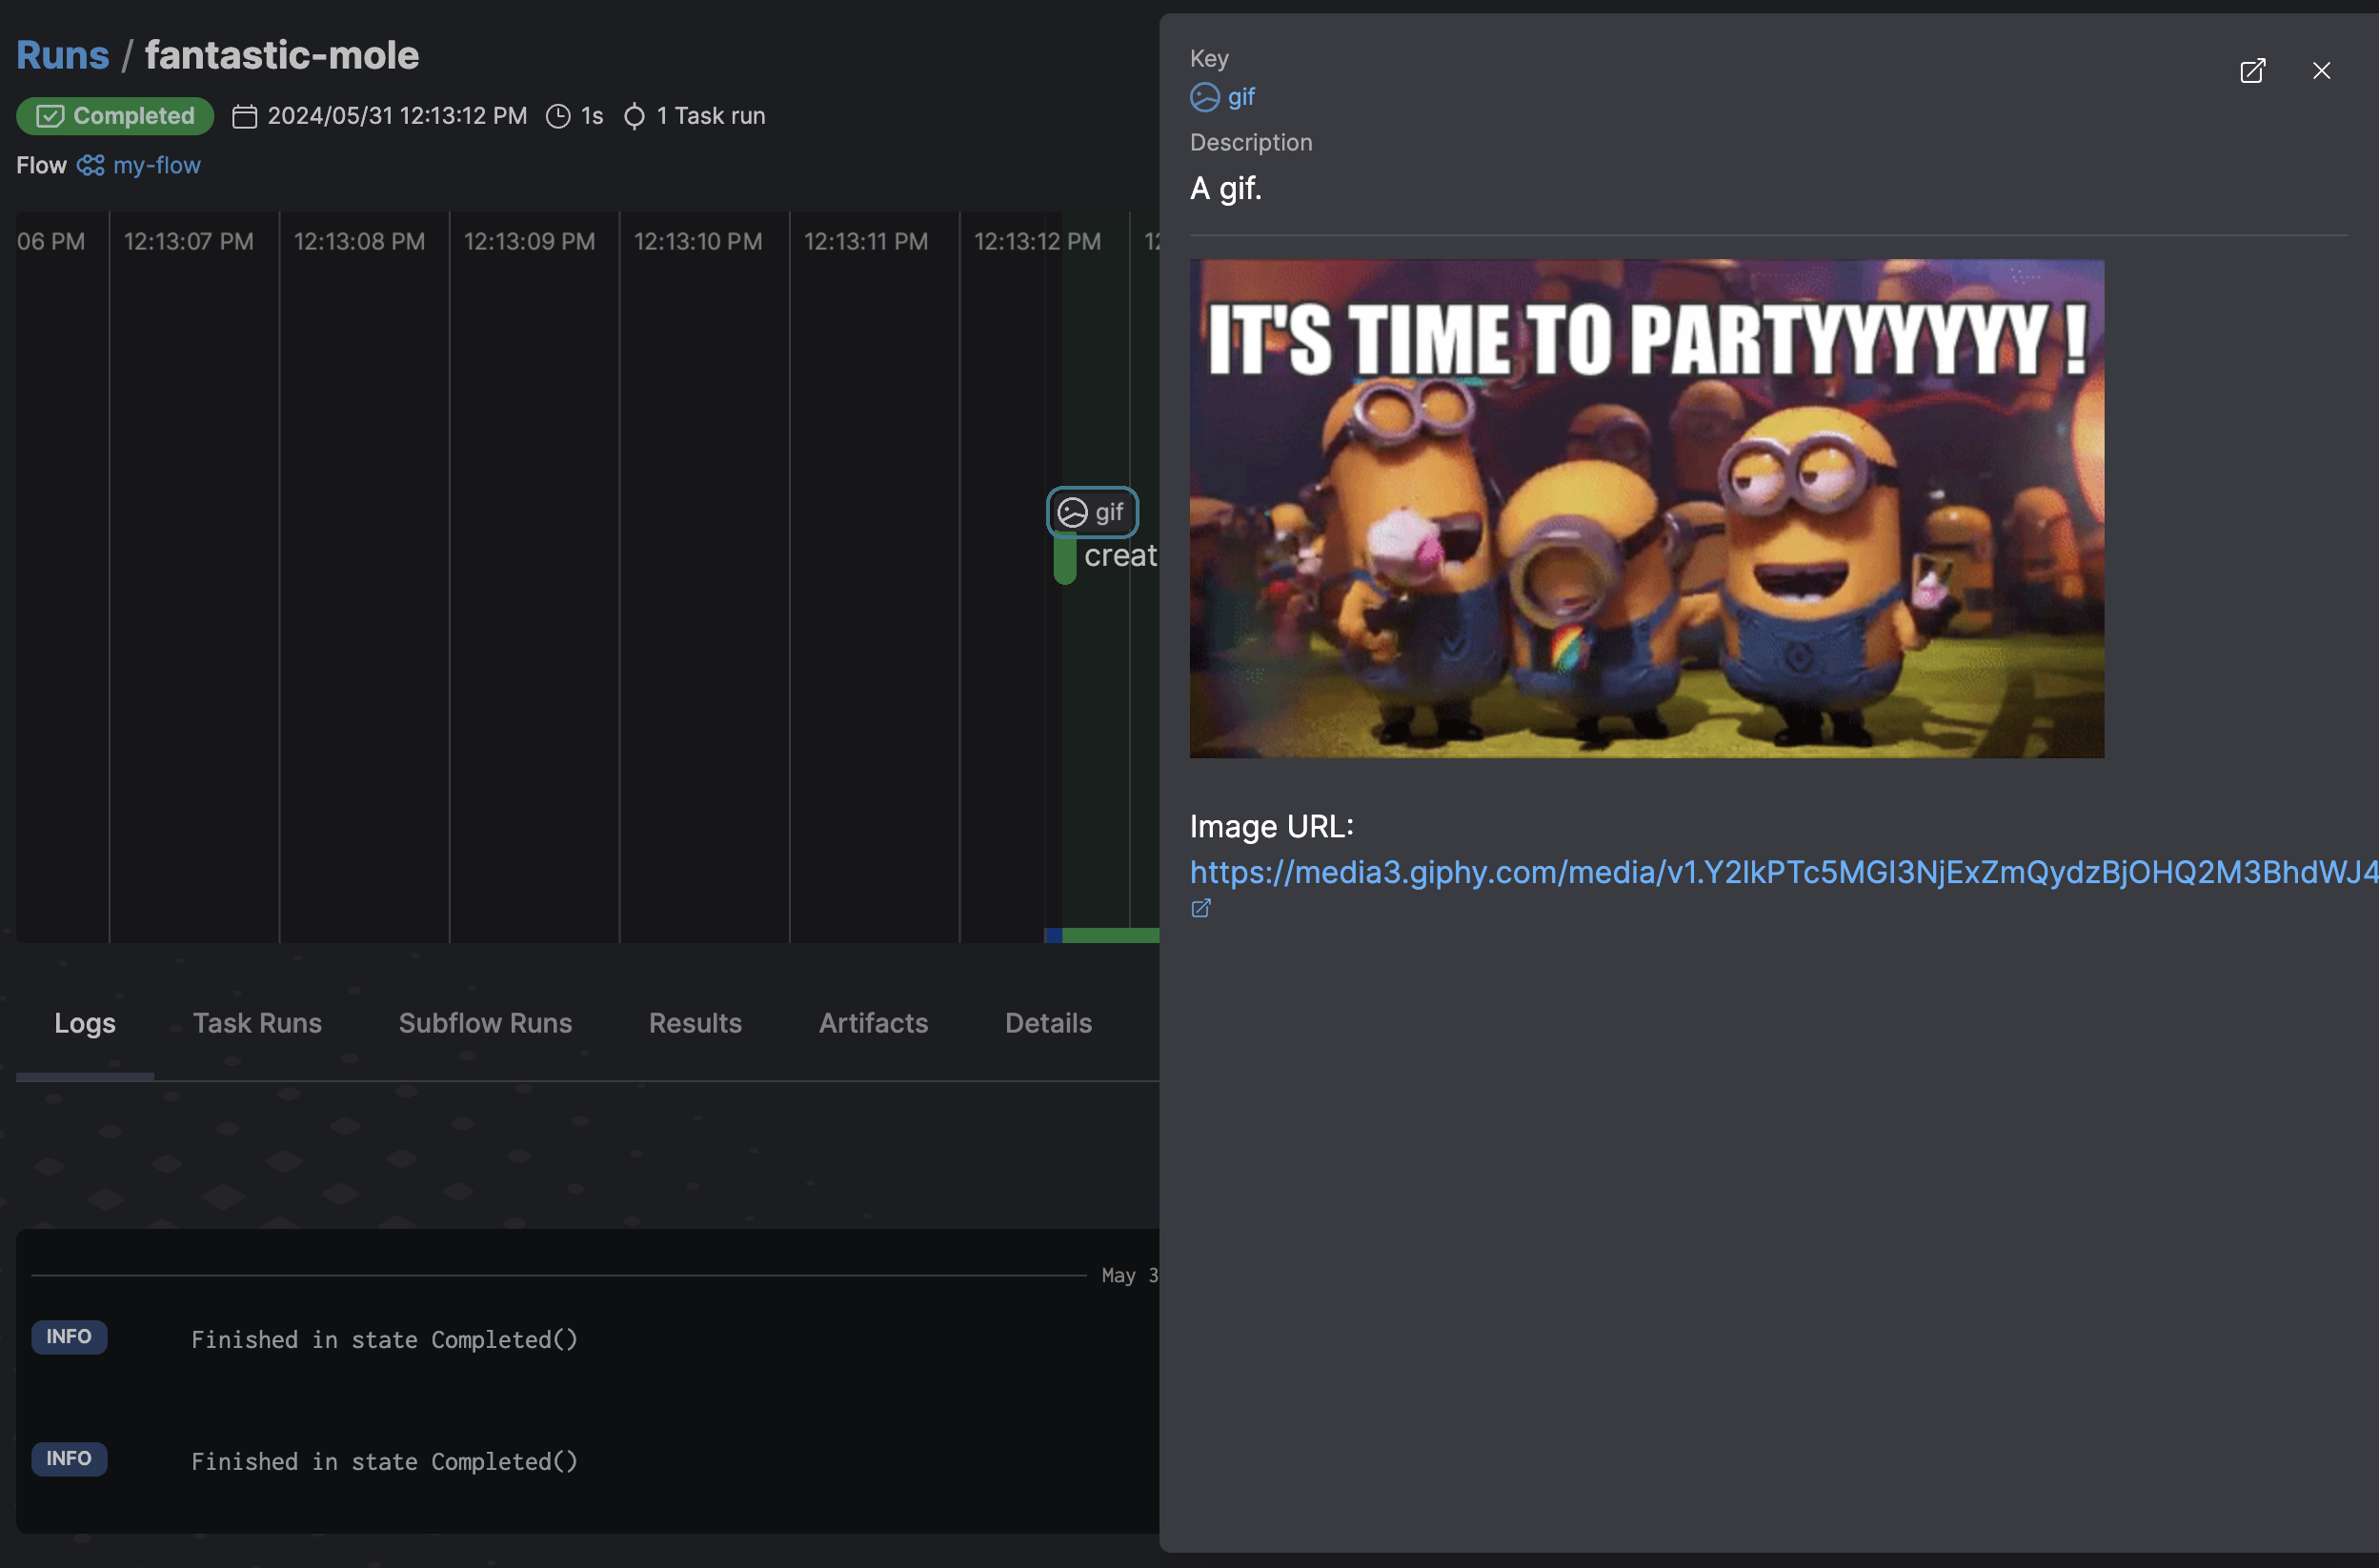 Runs / fantastic-mole
Completed 2024/05/31 12:13:12 PM 1s 1 Task run
Flow my-flow
06 PM 12:13:07 PM 12:13:08 PM 12:13:09 PM 12:13:10 PM 12:13:11 PM 12:13:12 PM 12
gif
creat
Logs Task Runs Subflow Runs Results Artifacts Details
May 3
INFO Finished in state Completed()
INFO Finished in state Completed()
Key
gif
Description
A gif.
IT'S TIME TO PARTYYYYYY !
Image URL:
https://media3.giphy.com/media/v1.Y2lkPTc5MGI3NjExZmQydzBjOHQ2M3BhdWJ4